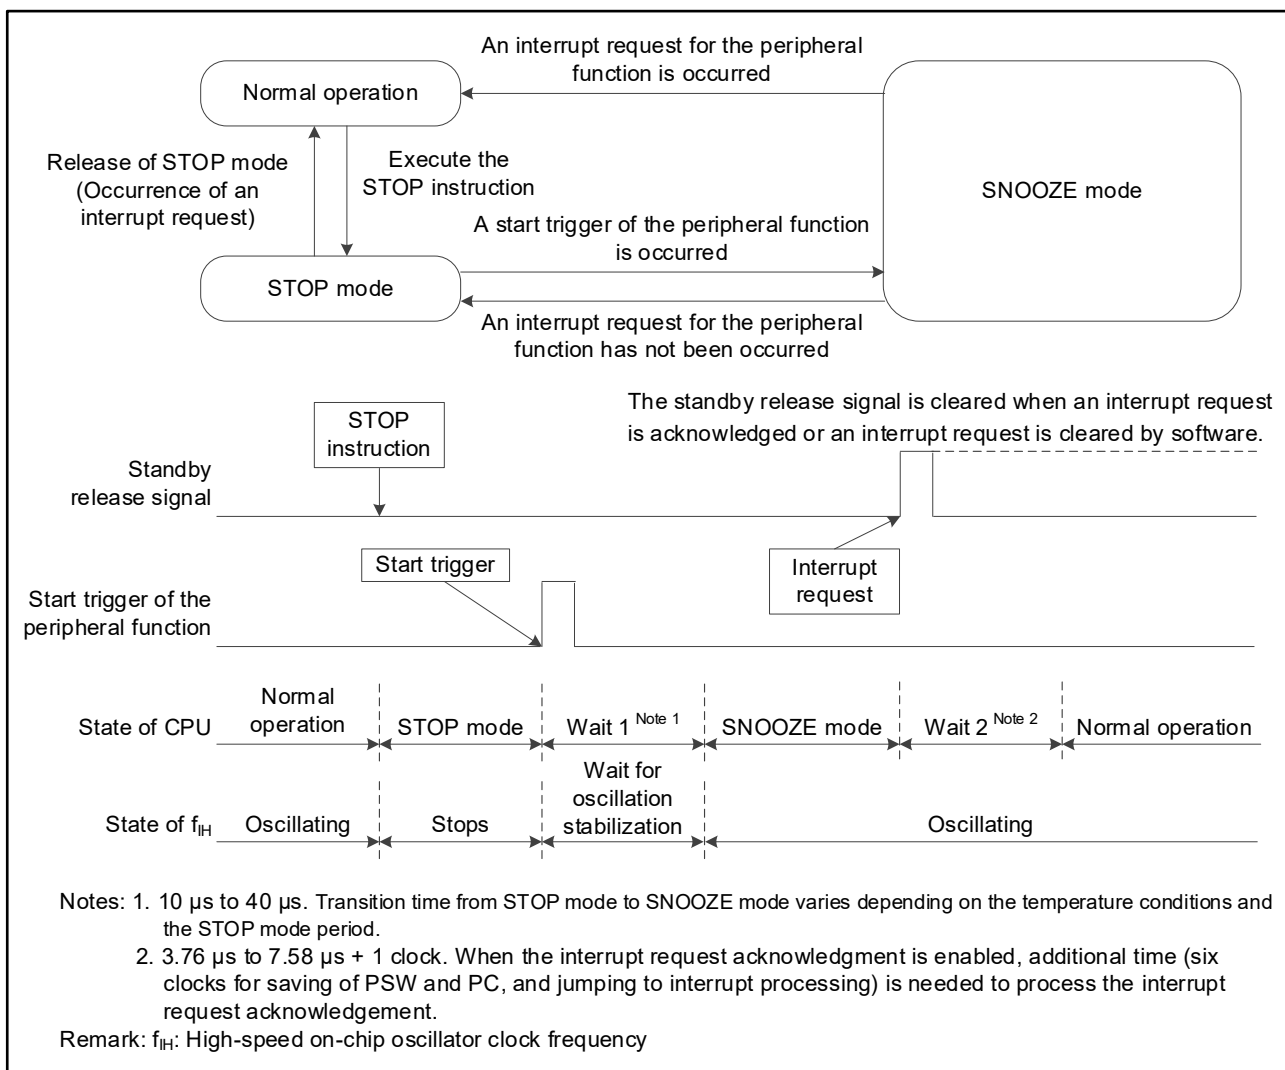 An interrupt request for the peripheral
function is occurred
Normal operation
Release of STOP mode
(Occurrence of an
interrupt request)
Execute the
STOP instruction
SNOOZE mode
A start trigger of the peripheral function
is occurred
STOP mode
An interrupt request for the peripheral
function has not been occurred
The standby release signal is cleared when an interrupt request
is acknowledged or an interrupt request is cleared by software.
STOP
instruction
Standby
release signal
Start trigger
Interrupt
request
Start trigger of the
peripheral function
State of CPU
Normal
operation
STOP mode
Wait 1 Note 1
SNOOZE mode
Wait 2 Note 2
Normal operation
State of fIH
Oscillating
Stops
Wait for
oscillation
stabilization
Oscillating
Notes: 1. 10 µs to 40 µs. Transition time from STOP mode to SNOOZE mode varies depending on the temperature conditions and
the STOP mode period.
2. 3.76 µs to 7.58 µs + 1 clock. When the interrupt request acknowledgment is enabled, additional time (six
clocks for saving of PSW and PC, and jumping to interrupt processing) is needed to process the interrupt
request acknowledgement.
Remark: fIH: High-speed on-chip oscillator clock frequency